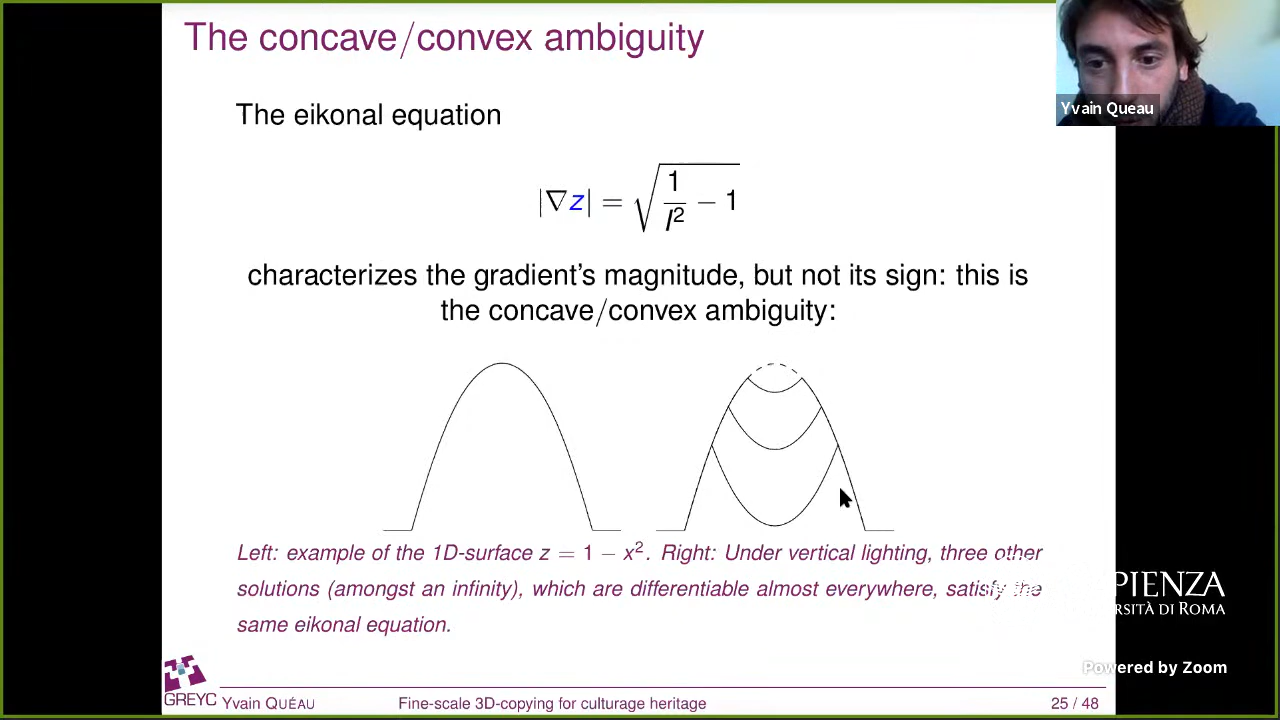 The concave/convex ambiguity
Yvain Queau
The eikonal equation
|∇z| = √(1/I² − 1)
characterizes the gradient's magnitude, but not its sign: this is
the concave/convex ambiguity:
Left: example of the 1D-surface z = 1 − x². Right: Under vertical lighting, three other
solutions (amongst an infinity), which are differentiable almost everywhere, satisfy the
same eikonal equation.
PIENZA
RSITÀ DI ROMA
Powered by Zoom
GREYC
Yvain QUÉAU
Fine-scale 3D-copying for culturage heritage
25 / 48